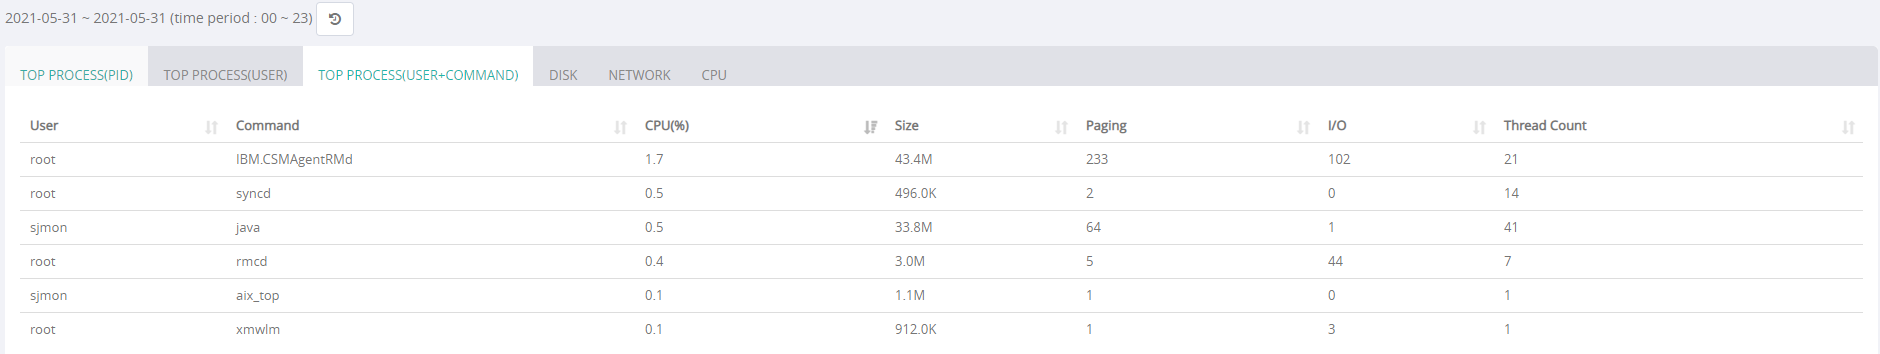 2021-05-31 ~ 2021-05-31 (time period : 00 ~ 23)
TOP PROCESS(PID) TOP PROCESS(USER) TOP PROCESS(USER+COMMAND) DISK NETWORK CPU
User Command CPU(%) Size Paging I/O Thread Count
root IBM.CSMAgentRMd 1.7 43.4M 233 102 21
root syncd 0.5 496.0K 2 0 14
sjmon java 0.5 33.8M 64 1 41
root rmcd 0.4 3.0M 5 44 7
sjmon aix_top 0.1 1.1M 1 0 1
root xmwlm 0.1 912.0K 1 3 1